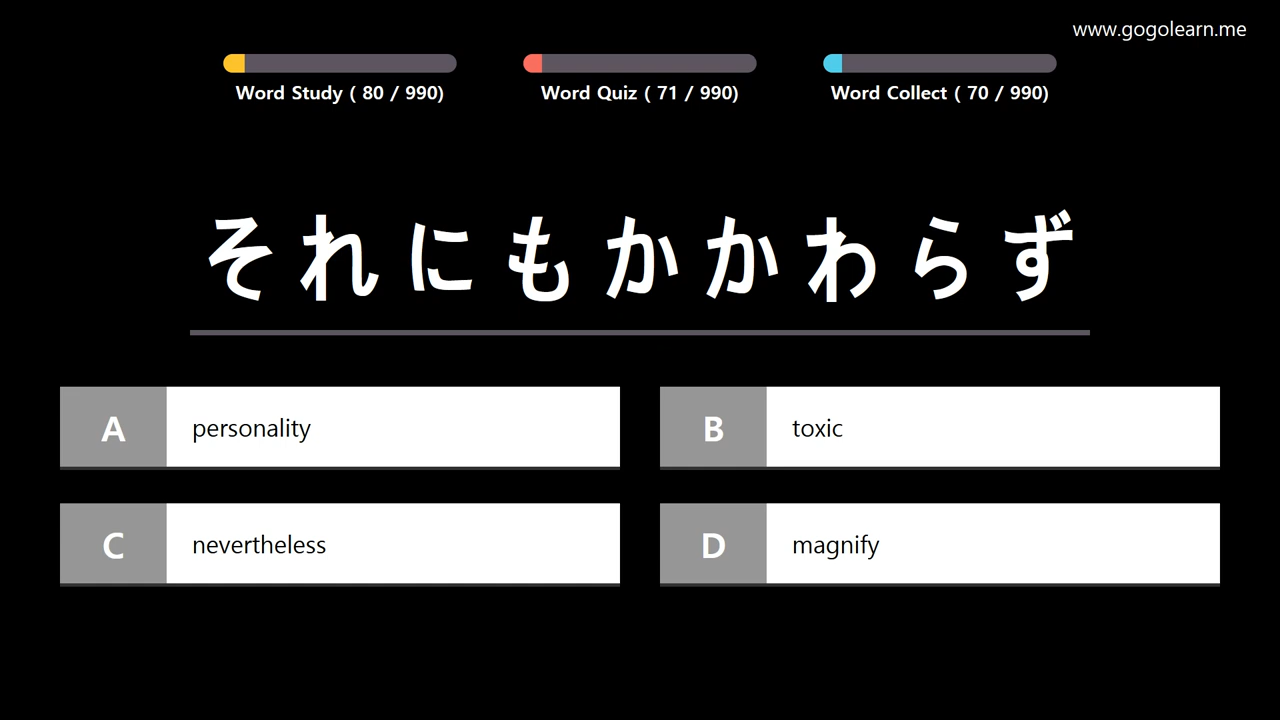 www.gogolearn.me
Word Study ( 80 / 990)
Word Quiz ( 71 / 990)
Word Collect ( 70 / 990)
それにもかかわらず
A personality
B toxic
C nevertheless
D magnify